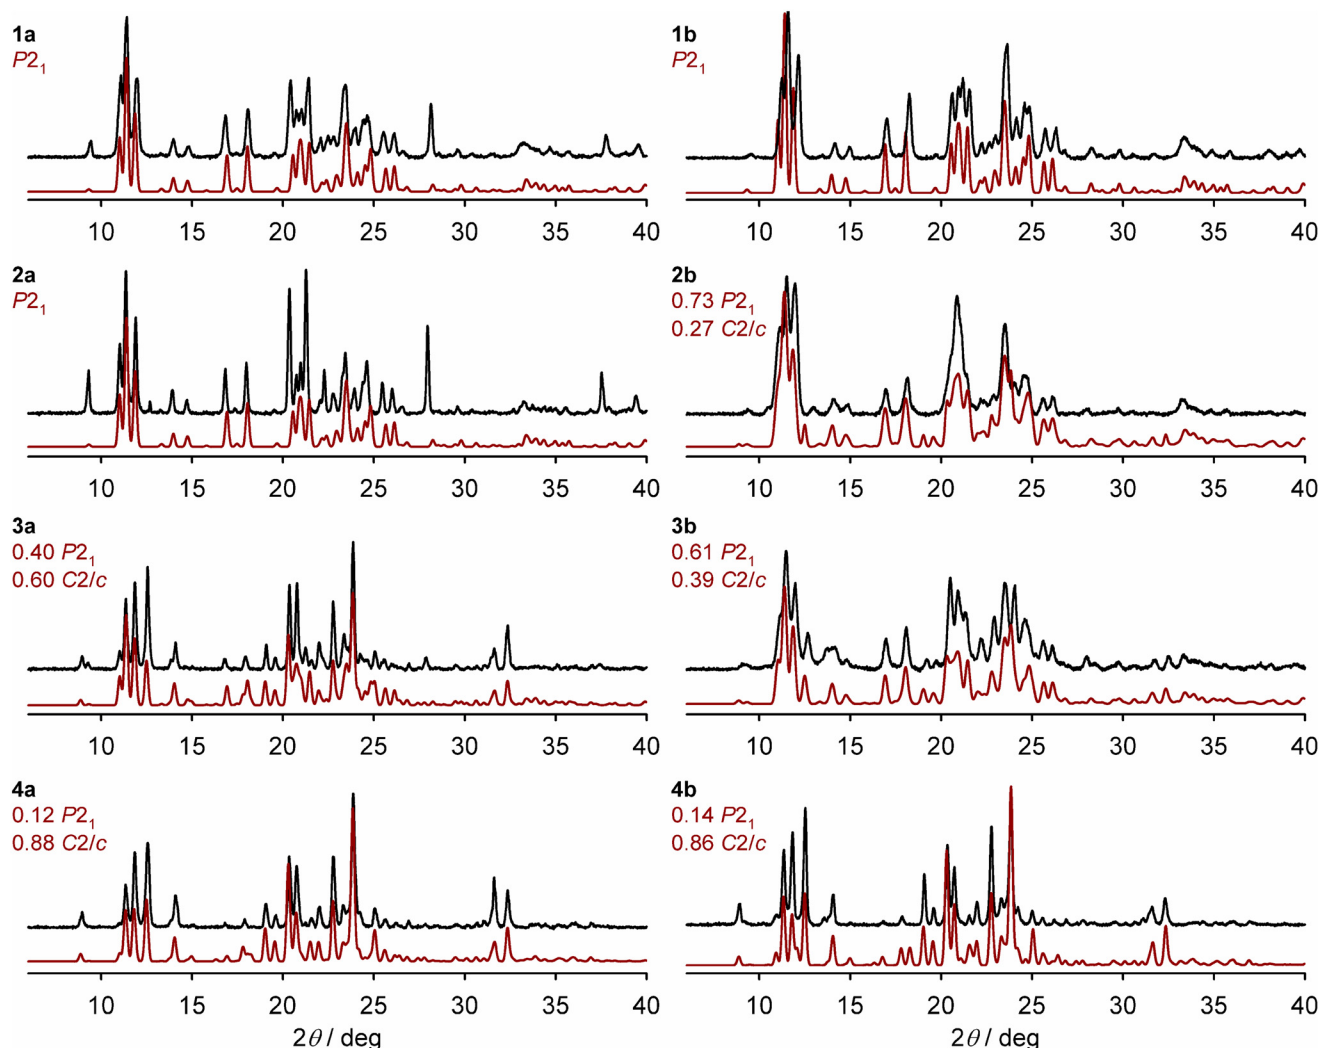 1a
P2₁
10 15 20 25 30 35 40
1b
P2₁
10 15 20 25 30 35 40
2a
P2₁
10 15 20 25 30 35 40
2b
0.73 P2₁
0.27 C2/c
10 15 20 25 30 35 40
3a
0.40 P2₁
0.60 C2/c
10 15 20 25 30 35 40
3b
0.61 P2₁
0.39 C2/c
10 15 20 25 30 35 40
4a
0.12 P2₁
0.88 C2/c
10 15 20 25 30 35 40
2θ / deg
4b
0.14 P2₁
0.86 C2/c
10 15 20 25 30 35 40
2θ / deg